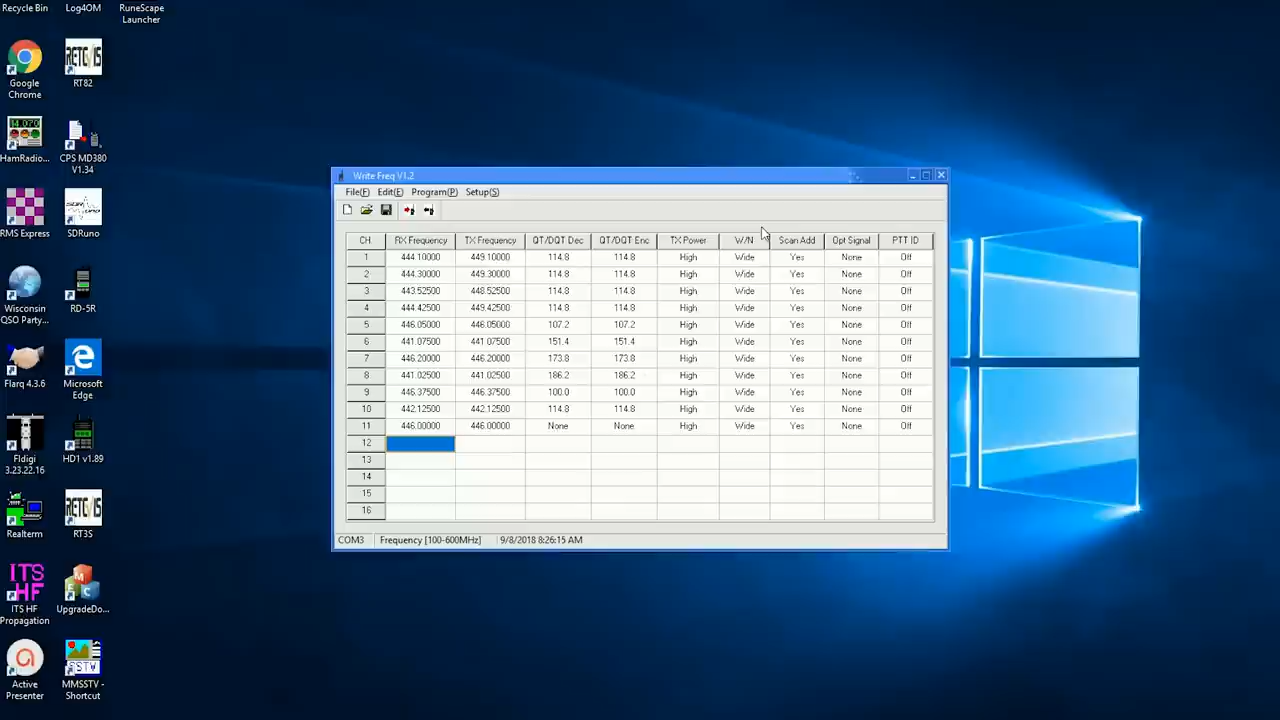 Recycle Bin
Log4OM
RuneScape
Launcher
Google
Chrome
RETEVIS
RT82
14.070
HamRadio...
CPS MD380
V1.34
RMS Express
SDRuno
Wisconsin
QSO Party...
RD-5R
Flarq 4.3.6
Microsoft
Edge
Fldigi
3.23.22.16
HD1 v1.89
Realterm
RETEVIS
RT3S
ITS
HF
ITS HF
Propagation
UpgradeDo...
Active
Presenter
SSTV
MMSSTV -
Shortcut
Write Freq V1.2
File(F) Edit(E) Program(P) Setup(S)
CH. RX Frequency TX Frequency QT/DQT Dec QT/DQT Enc TX Power W/N Scan Add Opt Signal PTT ID
1 444.10000 449.10000 114.8 114.8 High Wide Yes None Off
2 444.30000 449.30000 114.8 114.8 High Wide Yes None Off
3 443.52500 448.52500 114.8 114.8 High Wide Yes None Off
4 444.42500 449.42500 114.8 114.8 High Wide Yes None Off
5 446.05000 446.05000 107.2 107.2 High Wide Yes None Off
6 441.07500 441.07500 151.4 151.4 High Wide Yes None Off
7 446.20000 446.20000 173.8 173.8 High Wide Yes None Off
8 441.02500 441.02500 186.2 186.2 High Wide Yes None Off
9 446.37500 446.37500 100.0 100.0 High Wide Yes None Off
10 442.12500 442.12500 114.8 114.8 High Wide Yes None Off
11 446.00000 446.00000 None None High Wide Yes None Off
12
13
14
15
16
COM3 Frequency [100-600MHz] 9/8/2018 8:26:15 AM